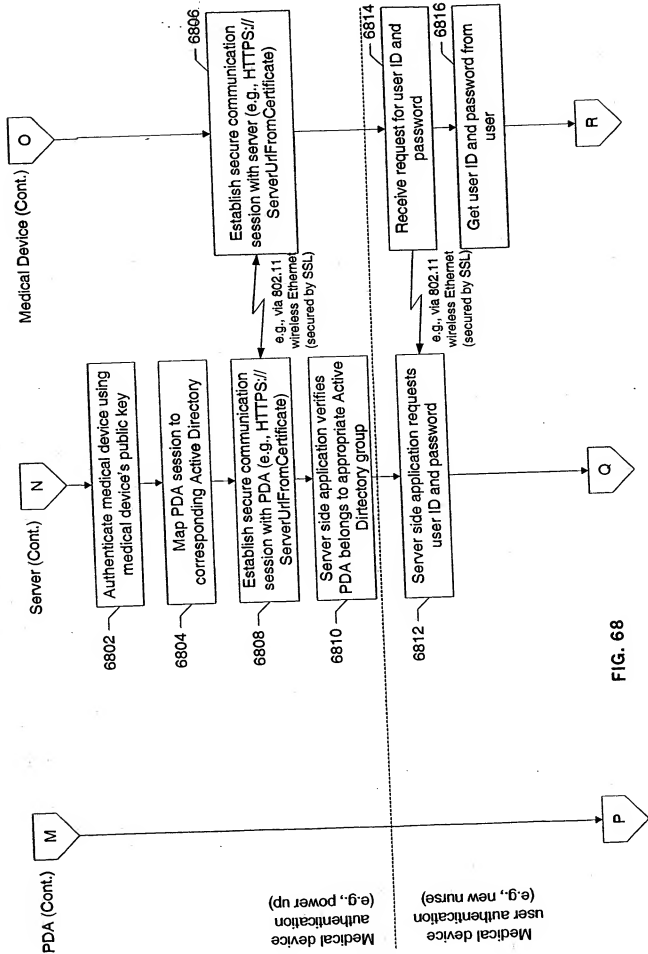 PDA (Cont.)
M
P
Server (Cont.)
N
6802
Authenticate medical device using
medical device's public key
6804
Map PDA session to
corresponding Active Directory
6808
Establish secure communication
session with PDA (e.g., HTTPS://
ServerUrlFromCertificate)
6810
Server side application verifies
PDA belongs to appropriate Active
Dirtectory group
6812
Server side application requests
user ID and password
Q
Medical Device (Cont.)
O
6806
Establish secure communication
session with server (e.g., HTTPS://
ServerUrlFromCertificate)
e.g., via 802.11
wireless Ethernet
(secured by SSL)
6814
Receive request for user ID and
password
e.g., via 802.11
wireless Ethernet
(secured by SSL)
6816
Get user ID and password from
user
R
Medical device
authentication
(e.g., power up)
Medical device
user authentication
(e.g., new nurse)
FIG. 68